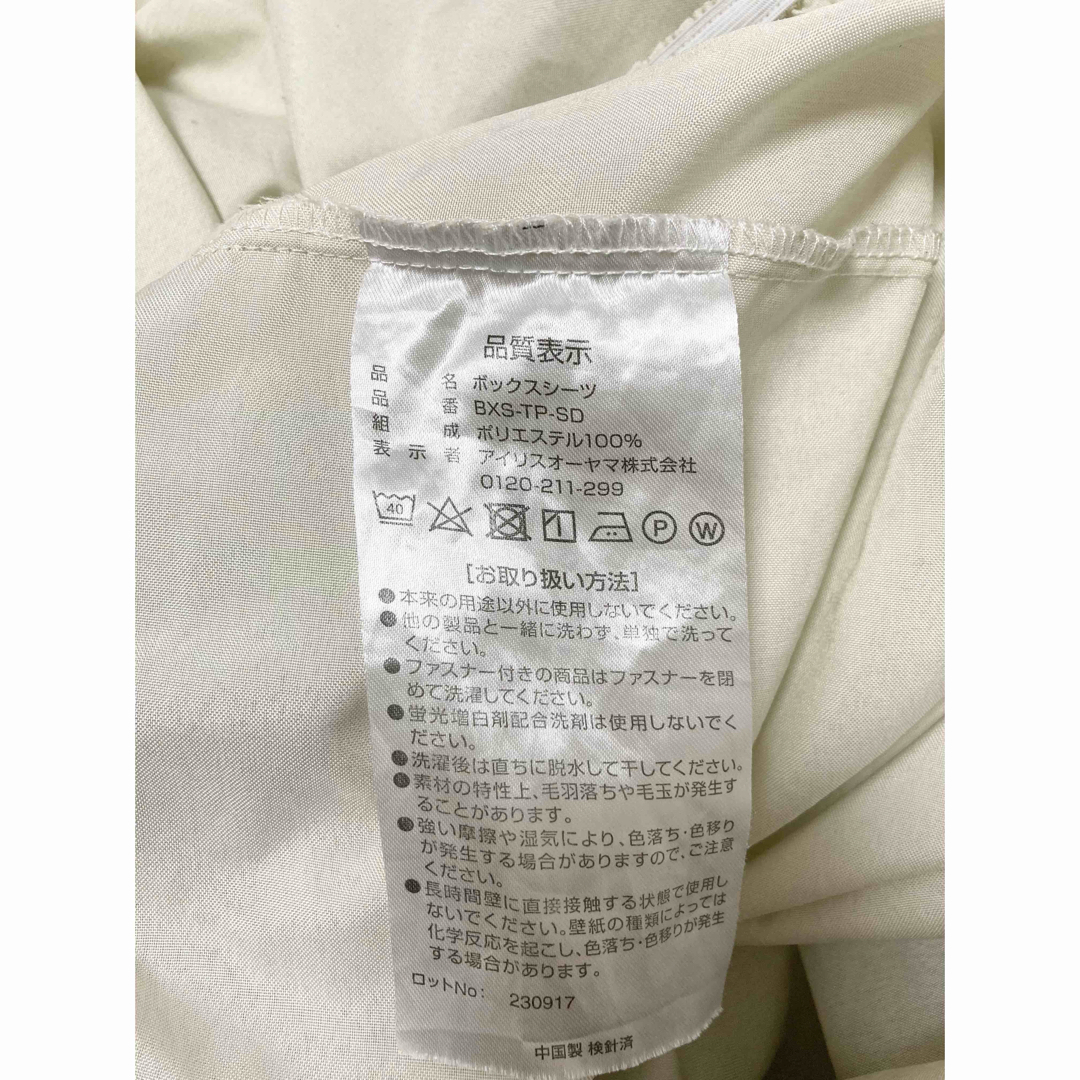 品質表示
品名 ボックスシーツ
品番 BXS-TP-SD
組成 ポリエステル100%
表示者 アイリスオーヤマ株式会社
0120-211-299
40 P W
[お取り扱い方法]
●本来の用途以外に使用しないでください。
●他の製品と一緒に洗わず、単独で洗って
ください。
●ファスナー付きの商品はファスナーを閉
めて洗濯してください。
●蛍光増白剤配合洗剤は使用しないでく
ださい。
●洗濯後は直ちに脱水して干してください。
●素材の特性上、毛羽落ちや毛玉が発生す
ることがあります。
●強い摩擦や湿気により、色落ち・色移り
が発生する場合がありますので、ご注意
ください。
●長時間壁に直接接触する状態で使用し
ないでください。壁紙の種類によっては
化学反応を起こし、色落ち・色移りが発生
する場合があります。
ロットNo: 230917
中国製 検針済